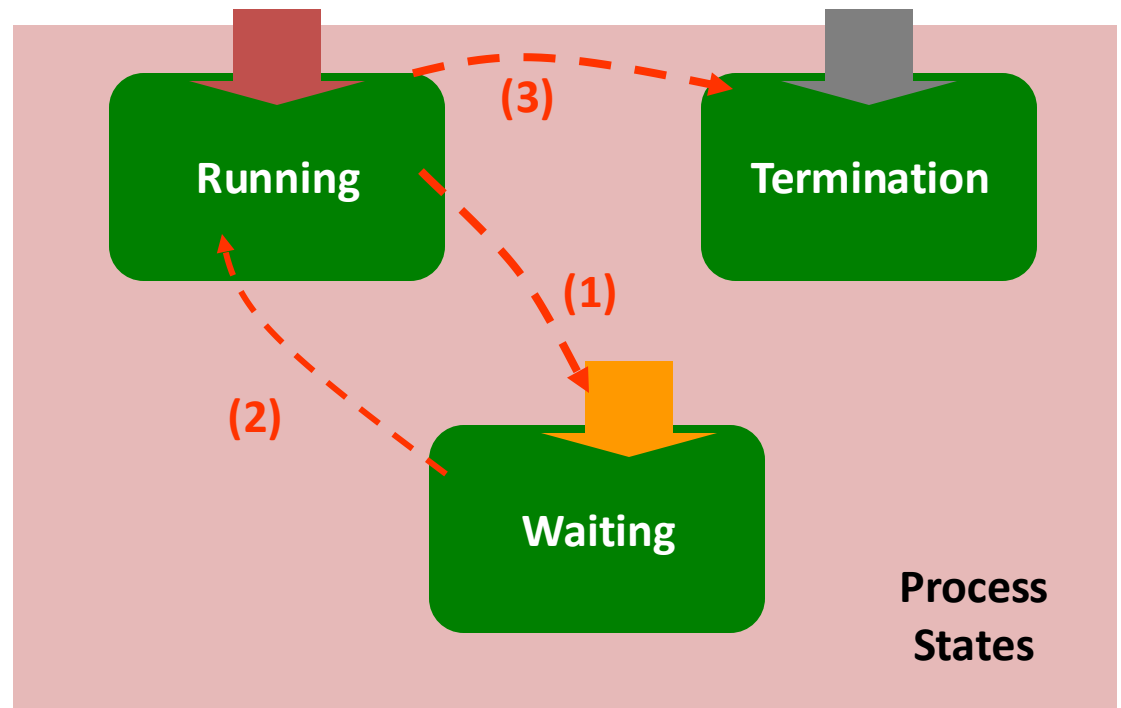 (3)
Running
Termination
(1)
(2)
Waiting
Process
States